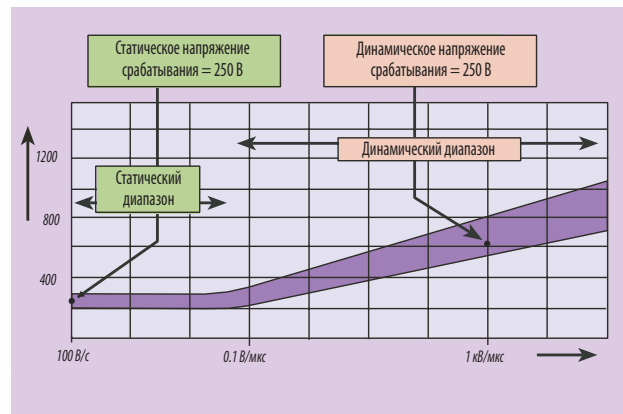 Статическое напряжение
срабатывания = 250 В
Динамическое напряжение
срабатывания = 250 В
Динамический диапазон
Статический
диапазон
1200
800
400
100 В/с
0.1 В/мкс
1 кВ/мкс